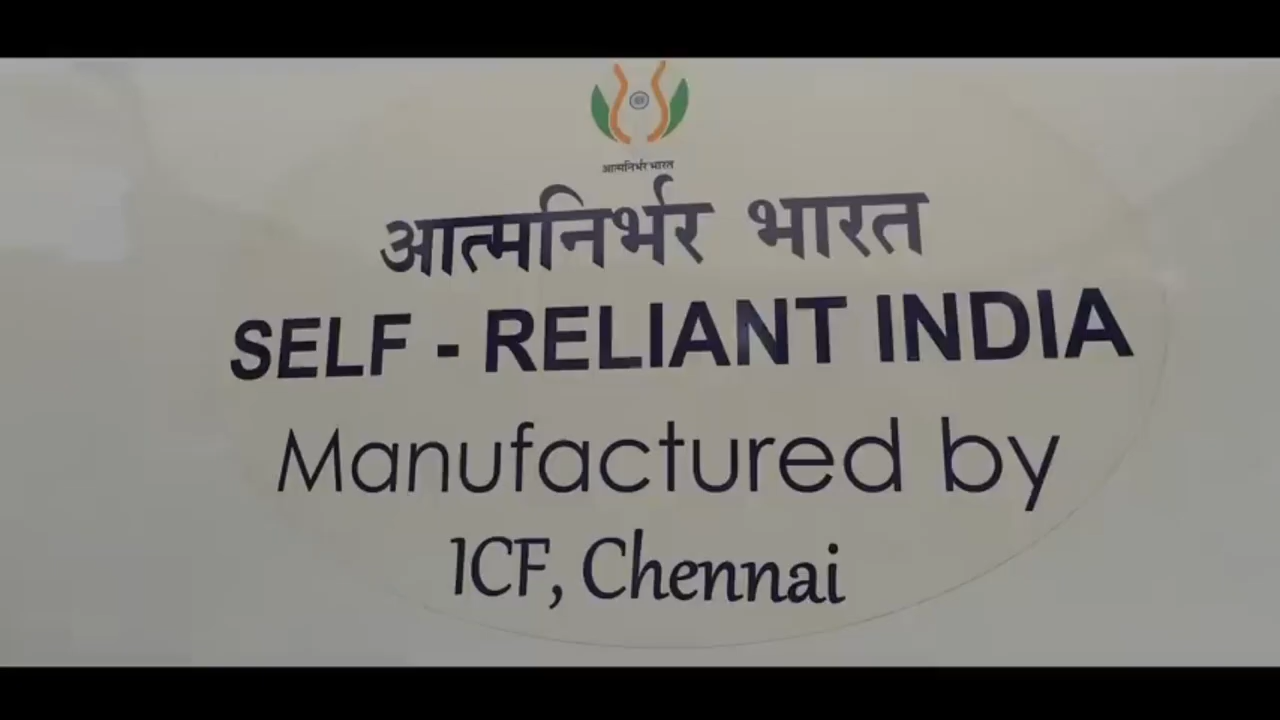 आत्मनिर्भर भारत
आत्मनिर्भर भारत
SELF - RELIANT INDIA
Manufactured by
ICF, Chennai